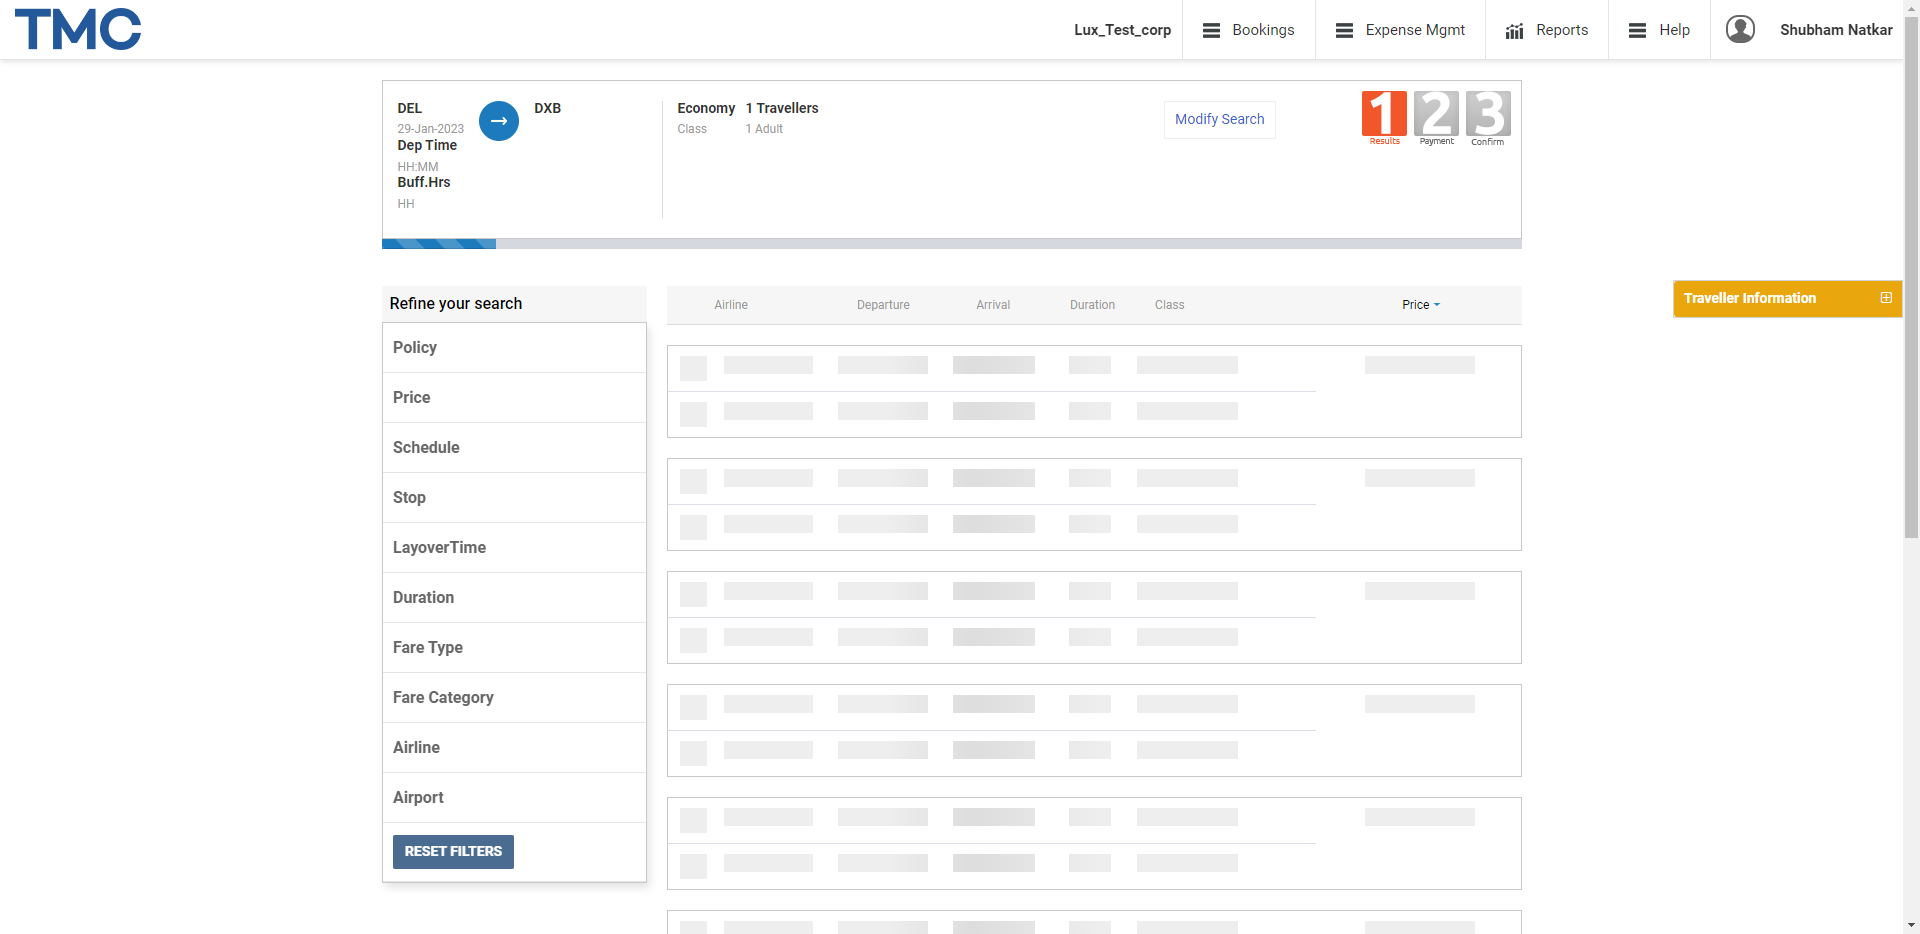 TMC
Lux_Test_corp
Bookings
Expense Mgmt
Reports
Help
Shubham Natkar
DEL
29-Jan-2023
Dep Time
HH:MM
Buff.Hrs
HH
DXB
Economy
Class
1 Travellers
1 Adult
Modify Search
1
Results
2
Payment
3
Confirm
Traveller Information
Refine your search
Policy
Price
Schedule
Stop
LayoverTime
Duration
Fare Type
Fare Category
Airline
Airport
RESET FILTERS
Airline Departure Arrival Duration Class Price